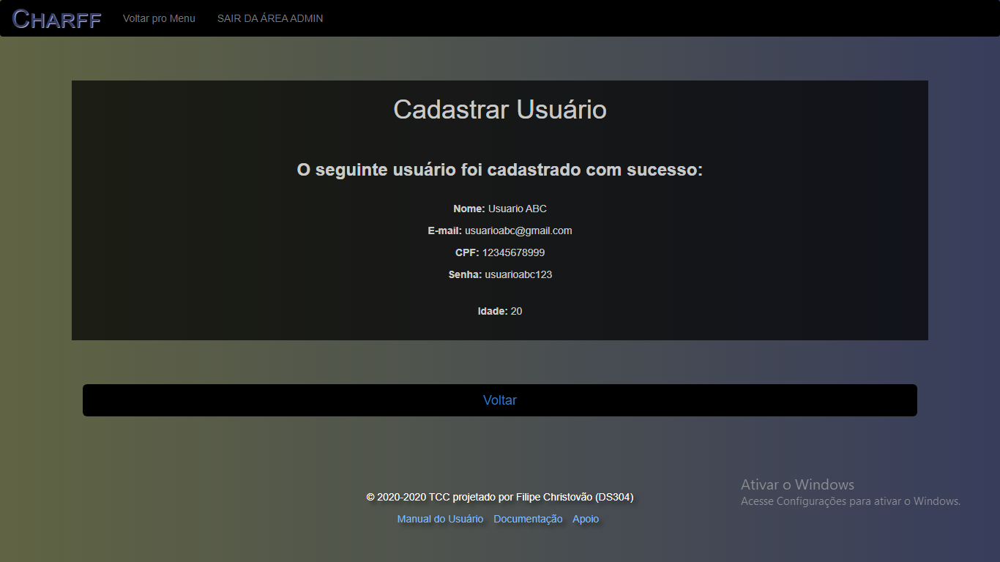 CHARFF Voltar pro Menu SAIR DA ÁREA ADMIN
Cadastrar Usuário
O seguinte usuário foi cadastrado com sucesso:
Nome: Usuario ABC
E-mail: usuarioabc@gmail.com
CPF: 12345678999
Senha: usuarioabc123
Idade: 20
Voltar
© 2020-2020 TCC projetado por Filipe Christovão (DS304)
Manual do Usuário Documentação Apoio
Ativar o Windows
Acesse Configurações para ativar o Windows.